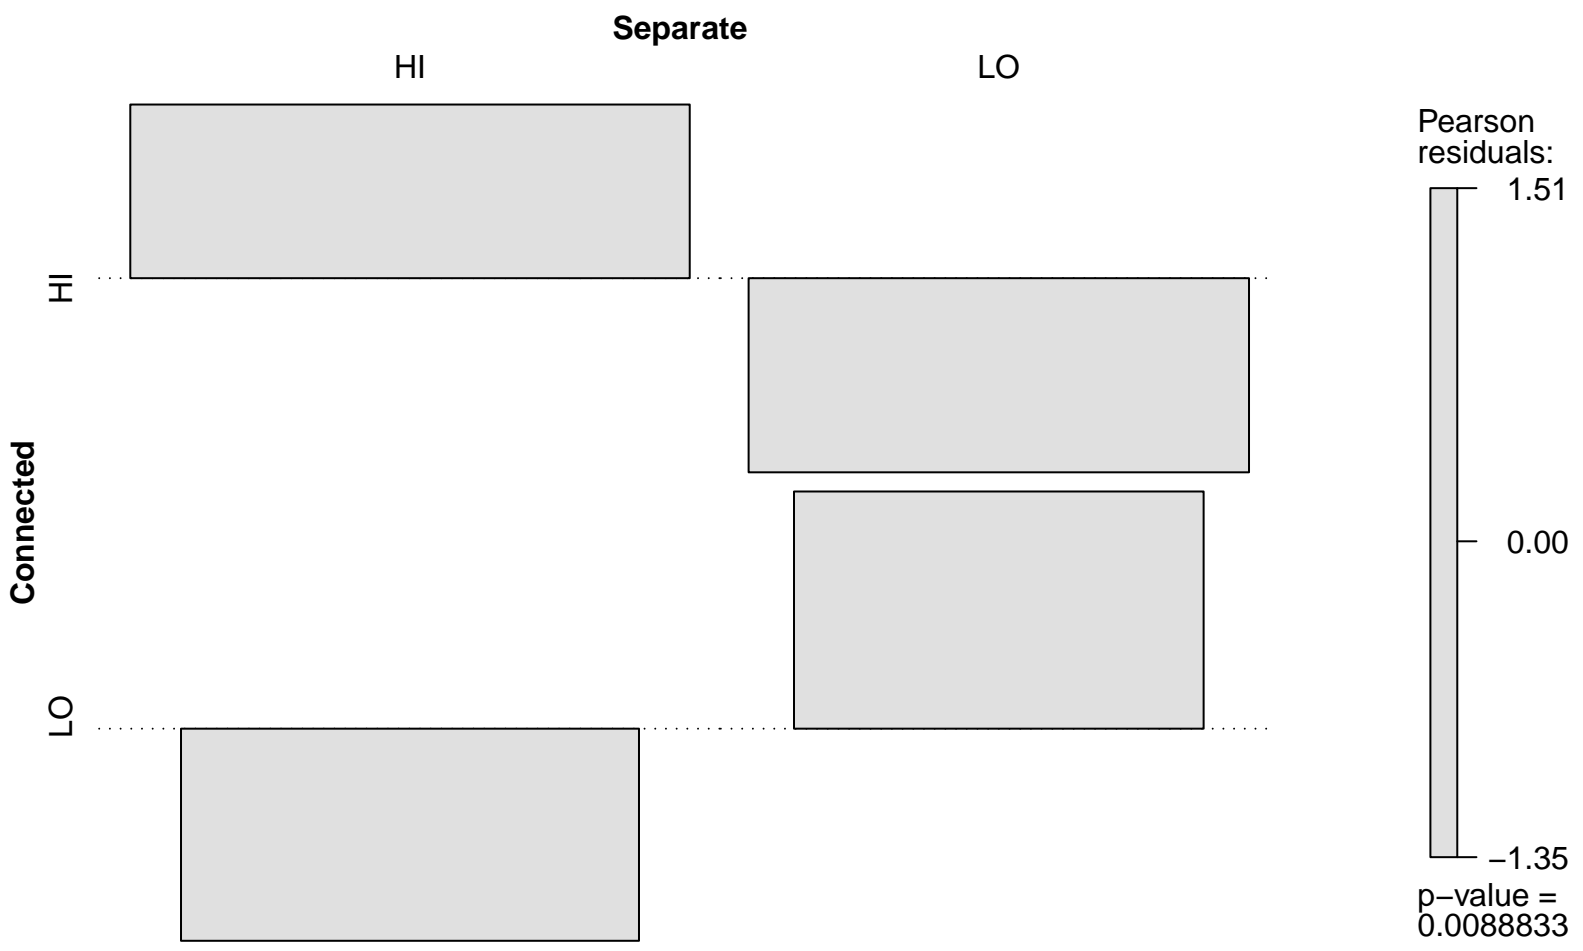 Separate
HI
LO
HI
Connected
LO
Pearson
residuals:
1.51
0.00
−1.35
p−value =
0.0088833